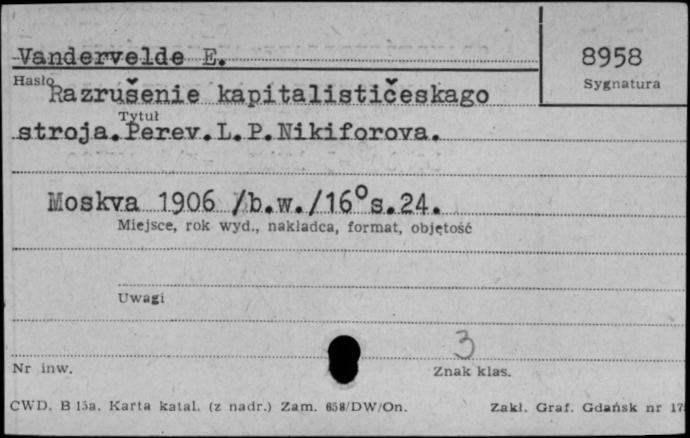 Vandervelde E.
8958
Hasło
Sygnatura
Razrušenie kapitalističeskago
Tytuł
stroja.Perev.L.P.Nikiforova.
Moskva 1906 /b.w./16°s.24.
Miejsce, rok wyd., nakładca, format, objętość
Uwagi
3
Nr inw.
Znak klas.
CWD. B 15a. Karta katal. (z nadr.) Zam. 658/DW/On.
Zakł. Graf. Gdańsk nr